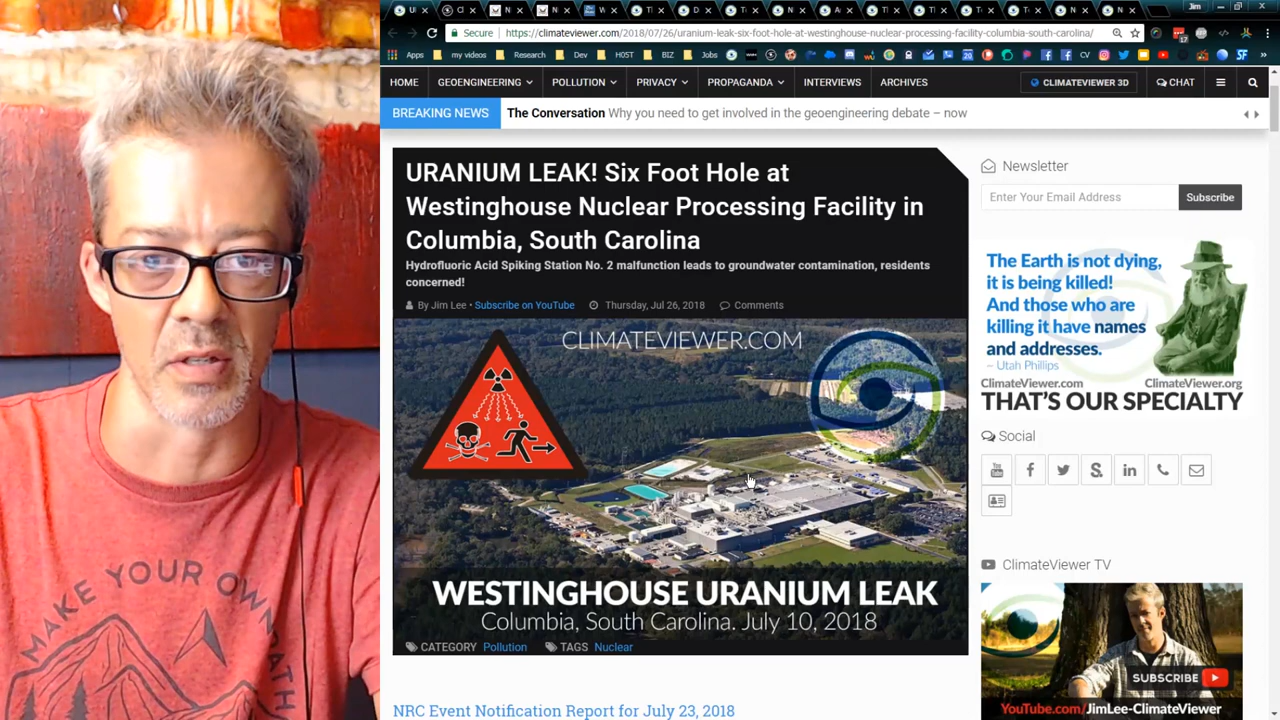 Jim
Secure
https://climateviewer.com/2018/07/26/uranium-leak-six-foot-hole-at-westinghouse-nuclear-processing-facility-columbia-south-carolina/
Apps my videos Research Dev H0ST BIZ Jobs CV SF
HOME GEOENGINEERING POLLUTION PRIVACY PROPAGANDA INTERVIEWS ARCHIVES CLIMATEVIEWER 3D CHAT
BREAKING NEWS The Conversation Why you need to get involved in the geoengineering debate – now
URANIUM LEAK! Six Foot Hole at
Westinghouse Nuclear Processing Facility in
Columbia, South Carolina
Hydrofluoric Acid Spiking Station No. 2 malfunction leads to groundwater contamination, residents
concerned!
By Jim Lee • Subscribe on YouTube Thursday, Jul 26, 2018 Comments
CLIMATEVIEWER.COM
WESTINGHOUSE URANIUM LEAK
Columbia, South Carolina. July 10, 2018
CATEGORY Pollution TAGS Nuclear
NRC Event Notification Report for July 23, 2018
Newsletter
Enter Your Email Address Subscribe
The Earth is not dying,
it is being killed!
And those who are
killing it have names
and addresses.
~ Utah Phillips
ClimateViewer.com ClimateViewer.org
THAT'S OUR SPECIALTY
Social
ClimateViewer TV
SUBSCRIBE
YouTube.com/JimLee-ClimateViewer
MAKE YOUR OWN PATH